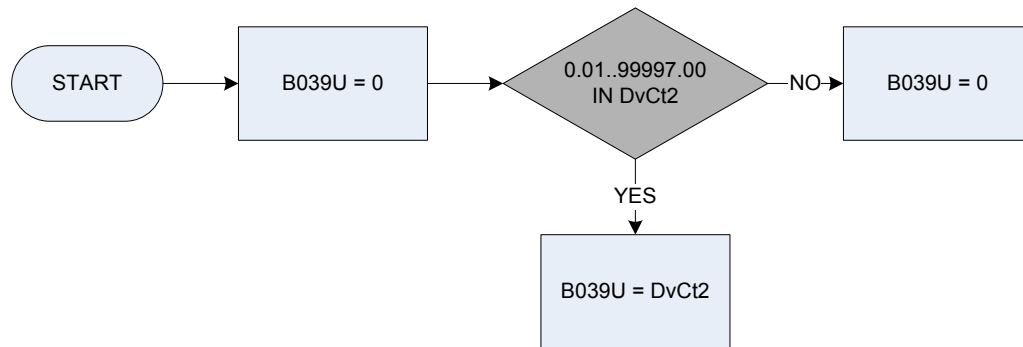 START
B039U = 0
0.01..99997.00
IN DvCt2
NO
B039U = 0
YES
B039U = DvCt2